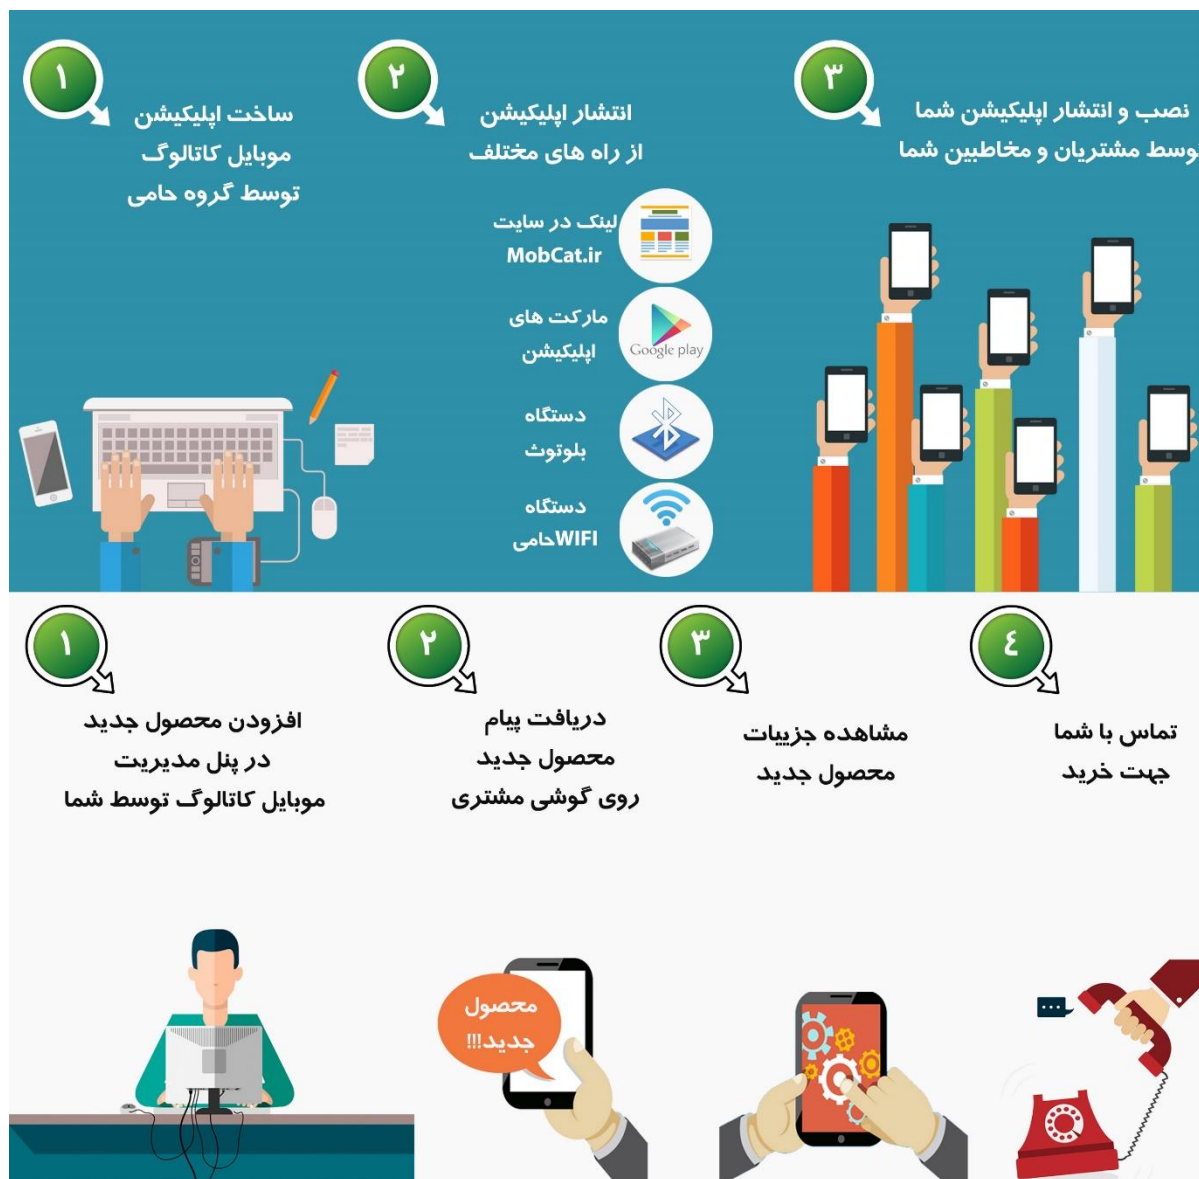 ۱
ساخت اپلیکیشن
موبایل کاتالوگ
توسط گروه حامی
۲
انتشار اپلیکیشن
از راه های مختلف
لینک در سایت
MobCat.ir
مارکت های
اپلیکیشن
Google play
دستگاه
بلوتوث
دستگاه
WIFIحامی
۳
نصب و انتشار اپلیکیشن شما
وسط مشتریان و مخاطبین شما
۱
افزودن محصول جدید
در پنل مدیریت
موبایل کاتالوگ توسط شما
۲
دریافت پیام
محصول جدید
روی گوشی مشتری
محصول
جدید!!!
۳
مشاهده جزییات
محصول جدید
٤
تماس با شما
جهت خرید